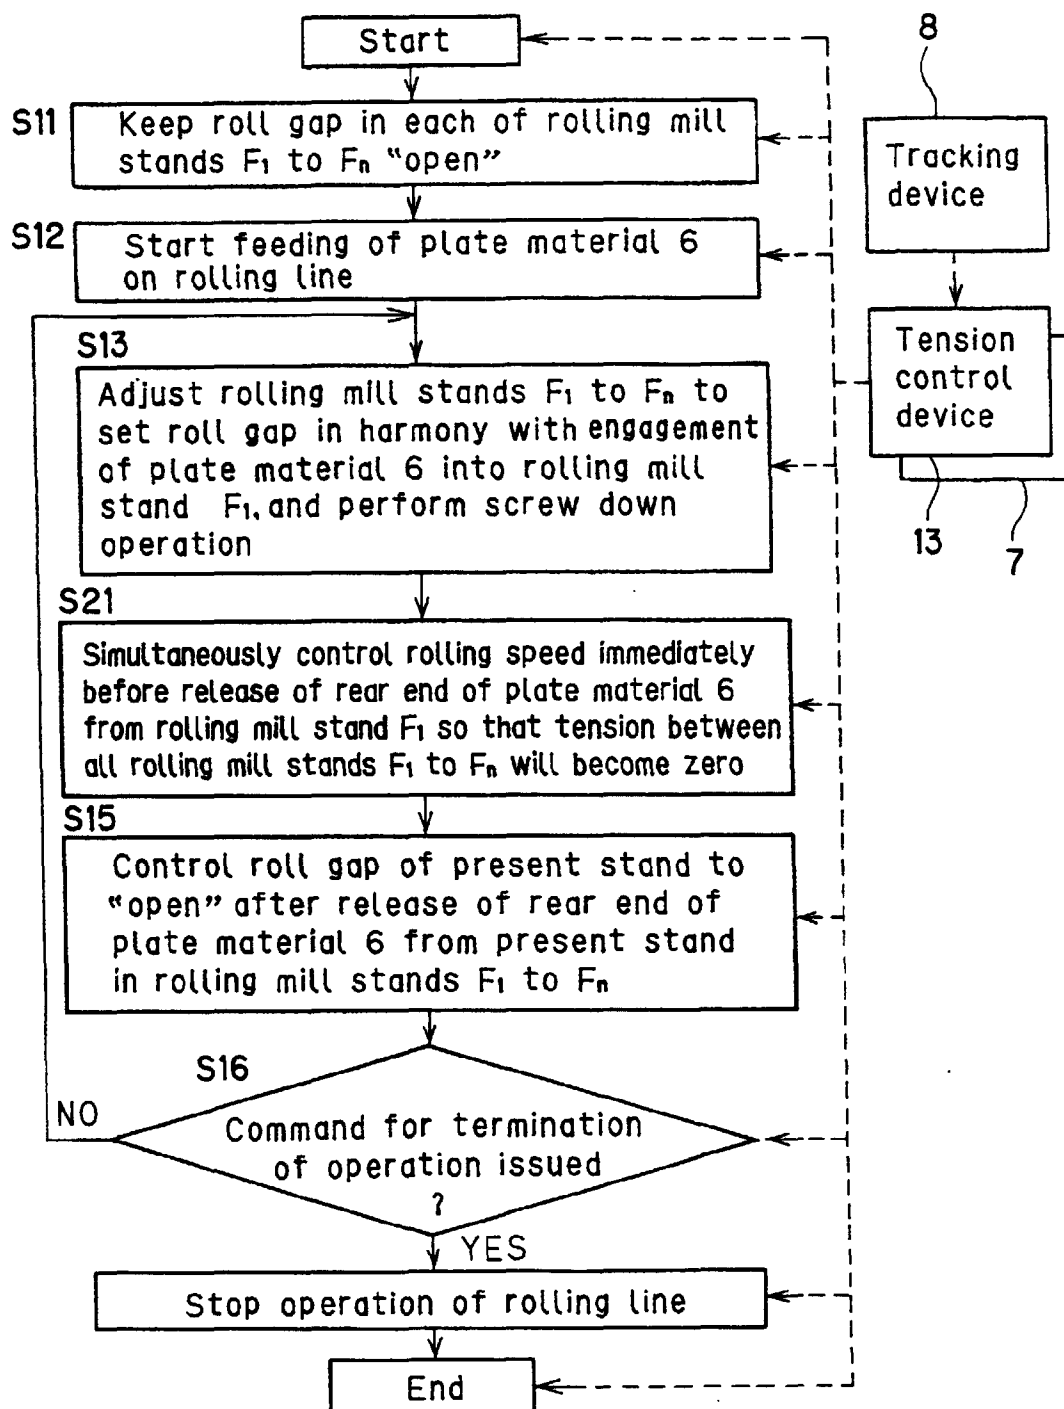 Start
S11
Keep roll gap in each of rolling mill
stands F1 to Fn "open"
S12
Start feeding of plate material 6
on rolling line
S13
Adjust rolling mill stands F1 to Fn to
set roll gap in harmony with engagement
of plate material 6 into rolling mill
stand F1, and perform screw down
operation
S21
Simultaneously control rolling speed immediately
before release of rear end of plate material 6
from rolling mill stand F1 so that tension between
all rolling mill stands F1 to Fn will become zero
S15
Control roll gap of present stand to
"open" after release of rear end of
plate material 6 from present stand
in rolling mill stands F1 to Fn
S16
NO
Command for termination
of operation issued
?
YES
Stop operation of rolling line
End
8
Tracking
device
Tension
control
device
13
7